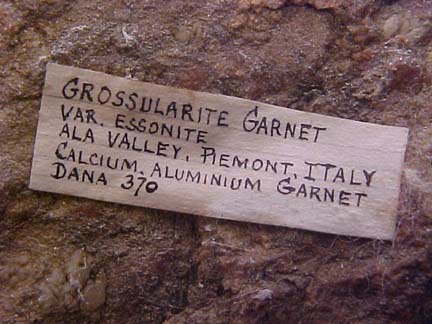 GROSSULARITE GARNET
VAR. ESSONITE
ALA VALLEY, PIEMONT, ITALY
CALCIUM, ALUMINIUM GARNET
DANA 370